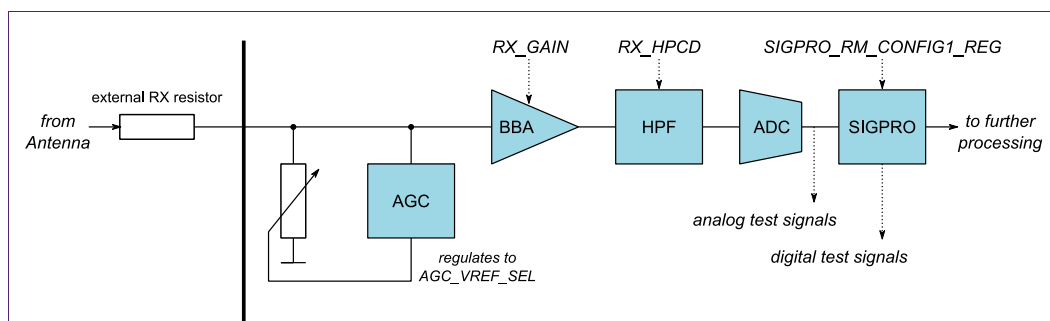 RX_GAIN
RX_HPCD
SIGPRO_RM_CONFIG1_REG
external RX resistor
from
Antenna
BBA
HPF
ADC
SIGPRO
to further
processing
AGC
analog test signals
regulates to
AGC_VREF_SEL
digital test signals